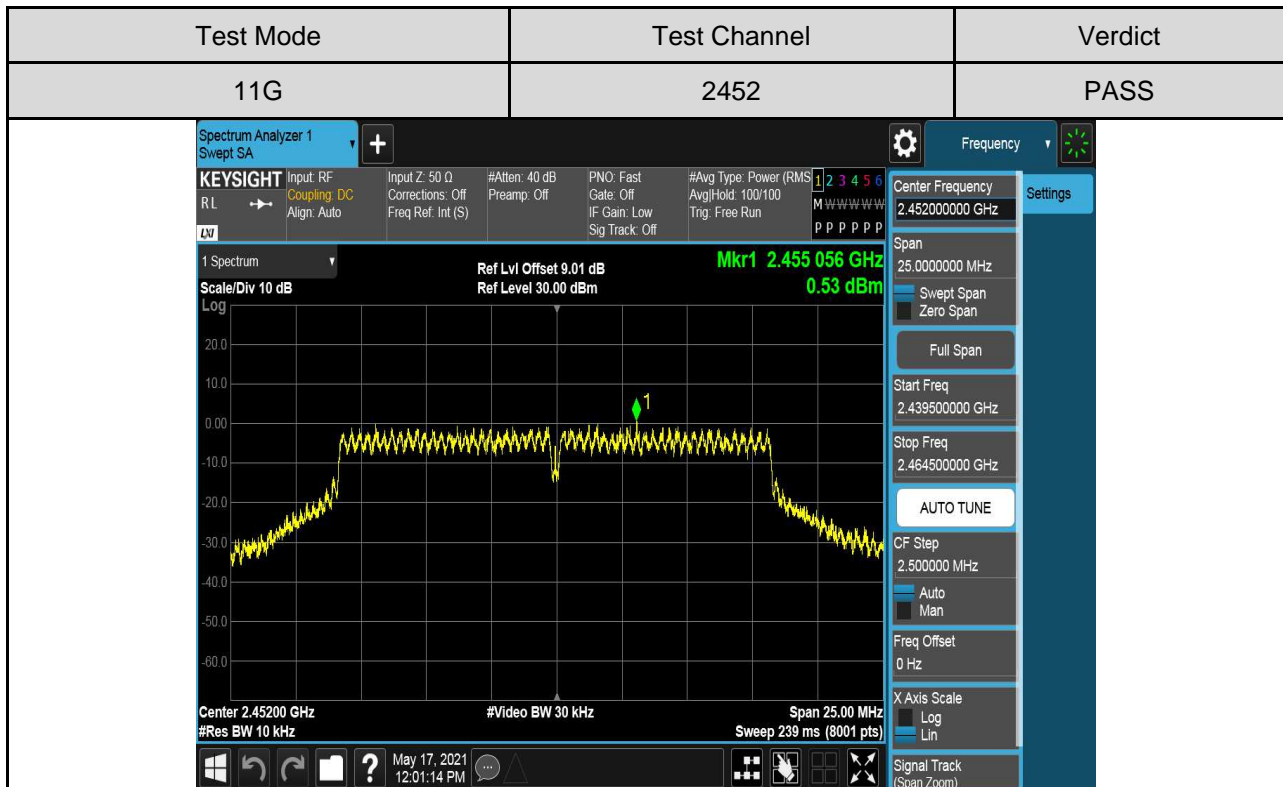 Test Mode Test Channel Verdict
11G 2452 PASS
Spectrum Analyzer 1
Swept SA
+
Frequency
KEYSIGHT Input: RF Input Z: 50 Ω #Atten: 40 dB PNO: Fast #Avg Type: Power (RMS 1 2 3 4 5 6
RL Coupling: DC Corrections: Off Preamp: Off Gate: Off Avg|Hold: 100/100 M W W W W W
Align: Auto Freq Ref: Int (S) IF Gain: Low Trig: Free Run
LXI Sig Track: Off P P P P P P
1 Spectrum
Scale/Div 10 dB
Ref Lvl Offset 9.01 dB
Ref Level 30.00 dBm
Mkr1 2.455 056 GHz
0.53 dBm
Log
20.0
10.0
0.00
-10.0
-20.0
-30.0
-40.0
-50.0
-60.0
1
Center 2.45200 GHz #Video BW 30 kHz Span 25.00 MHz
#Res BW 10 kHz Sweep 239 ms (8001 pts)
?
May 17, 2021
12:01:14 PM
Center Frequency
2.452000000 GHz
Settings
Span
25.0000000 MHz
Swept Span
Zero Span
Full Span
Start Freq
2.439500000 GHz
Stop Freq
2.464500000 GHz
AUTO TUNE
CF Step
2.500000 MHz
Auto
Man
Freq Offset
0 Hz
X Axis Scale
Log
Lin
Signal Track
(Span Zoom)